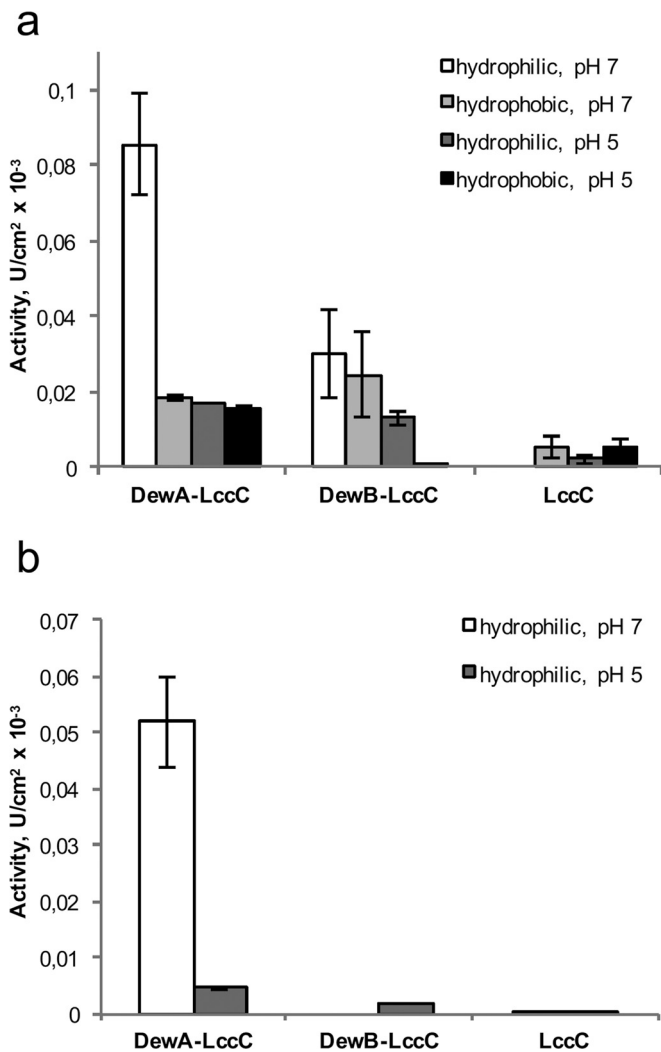 a
hydrophilic, pH 7
hydrophobic, pH 7
hydrophilic, pH 5
hydrophobic, pH 5
Activity, U/cm² x 10⁻³
0,1
0,08
0,06
0,04
0,02
0
DewA-LccC DewB-LccC LccC
b
hydrophilic, pH 7
hydrophilic, pH 5
Activity, U/cm² x 10⁻³
0,07
0,06
0,05
0,04
0,03
0,02
0,01
0
DewA-LccC DewB-LccC LccC